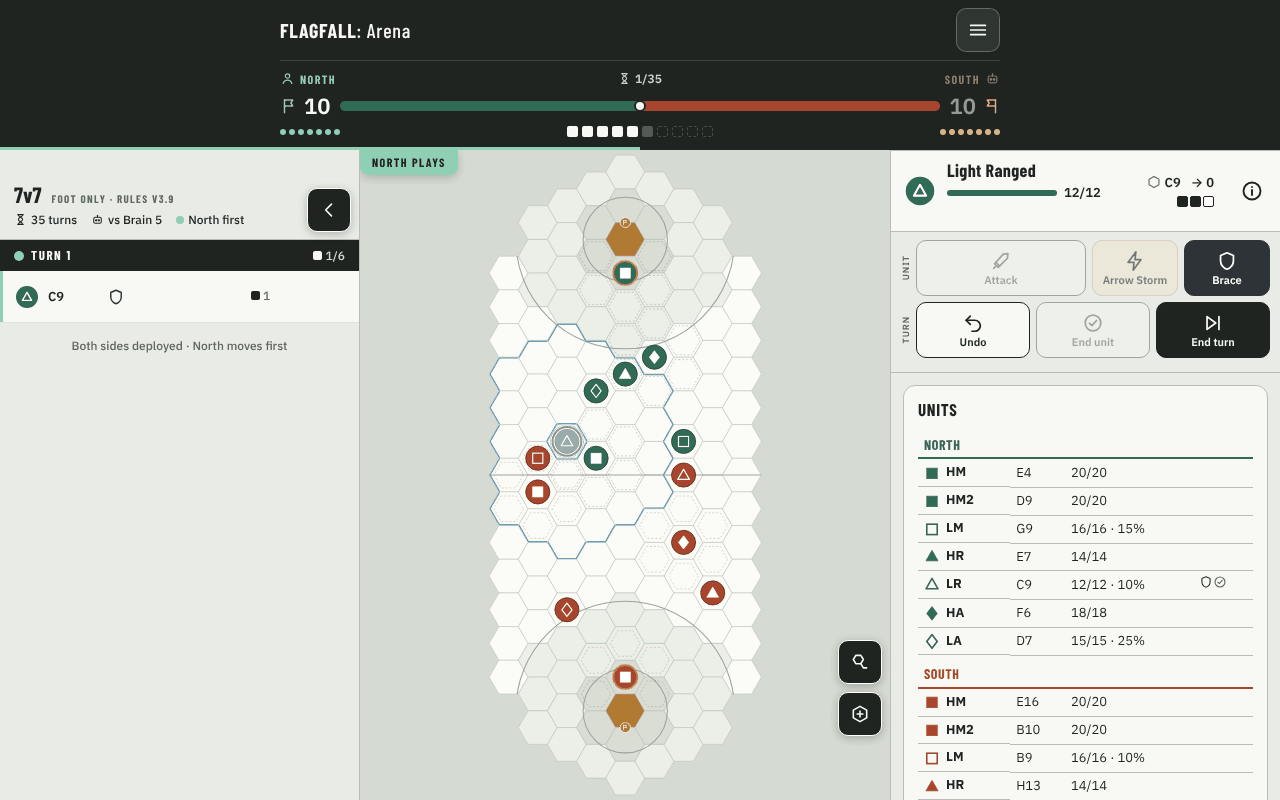 FLAGFALL: Arena
NORTH
1/35
SOUTH
10
10
NORTH PLAYS
7v7 FOOT ONLY · RULES V3.9
35 turns vs Brain 5 North first
TURN 1 1/6
C9 1
Both sides deployed · North moves first
Light Ranged
12/12
C9 → 0
UNIT
Attack
Arrow Storm
Brace
TURN
Undo
End unit
End turn
UNITS
NORTH
HM E4 20/20
HM2 D9 20/20
LM G9 16/16 · 15%
HR E7 14/14
LR C9 12/12 · 10%
HA F6 18/18
LA D7 15/15 · 25%
SOUTH
HM E16 20/20
HM2 B10 20/20
LM B9 16/16 · 10%
HR H13 14/14